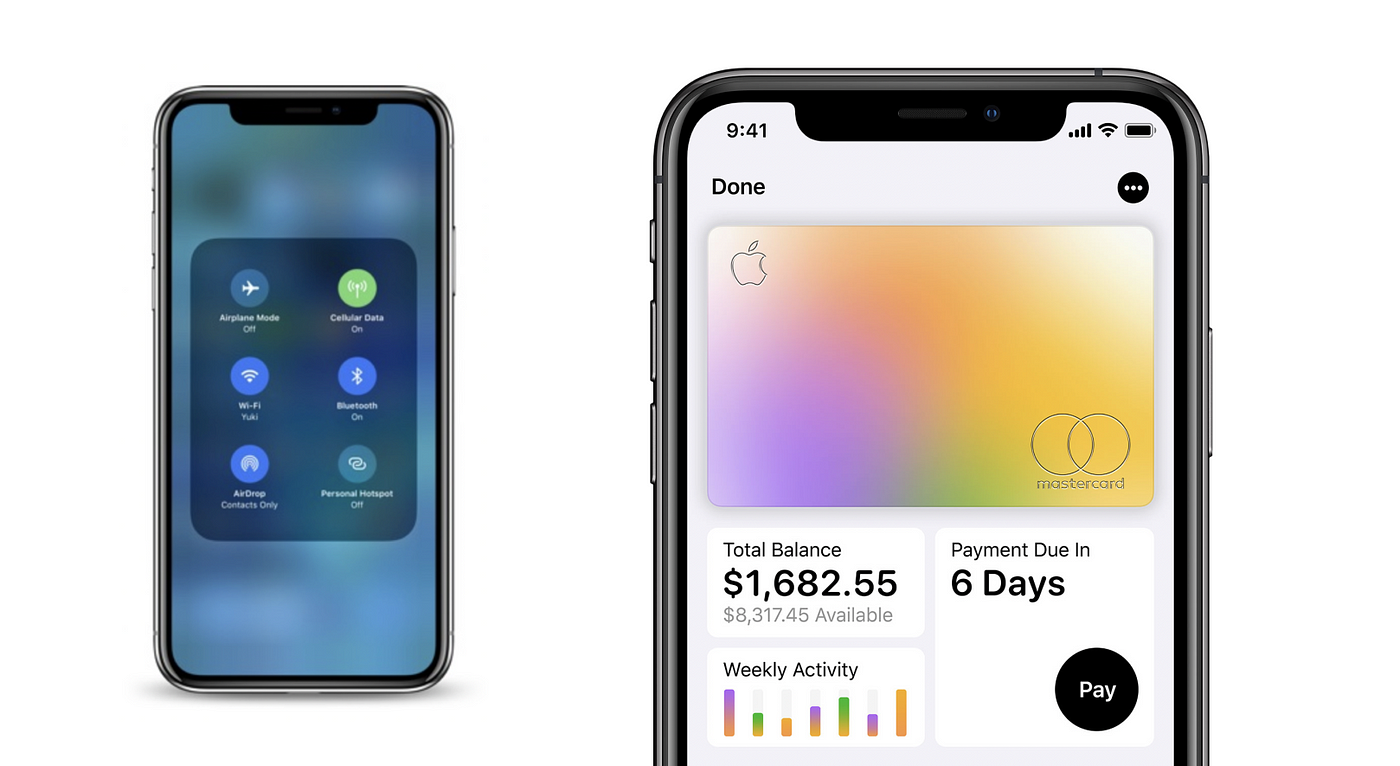 Airplane Mode
Off
Cellular Data
On
Wi-Fi
Yuki
Bluetooth
On
AirDrop
Contacts Only
Personal Hotspot
Off
9:41
Done
mastercard
Total Balance
$1,682.55
$8,317.45 Available
Payment Due In
6 Days
Weekly Activity
Pay